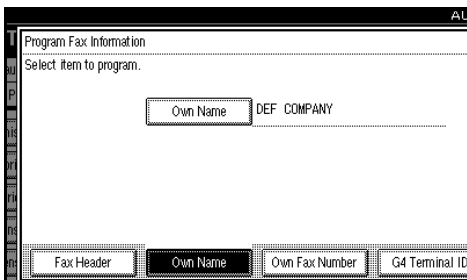 AU
Program Fax Information
Select item to program.
Own Name DEF COMPANY
Fax Header Own Name Own Fax Number G4 Terminal ID